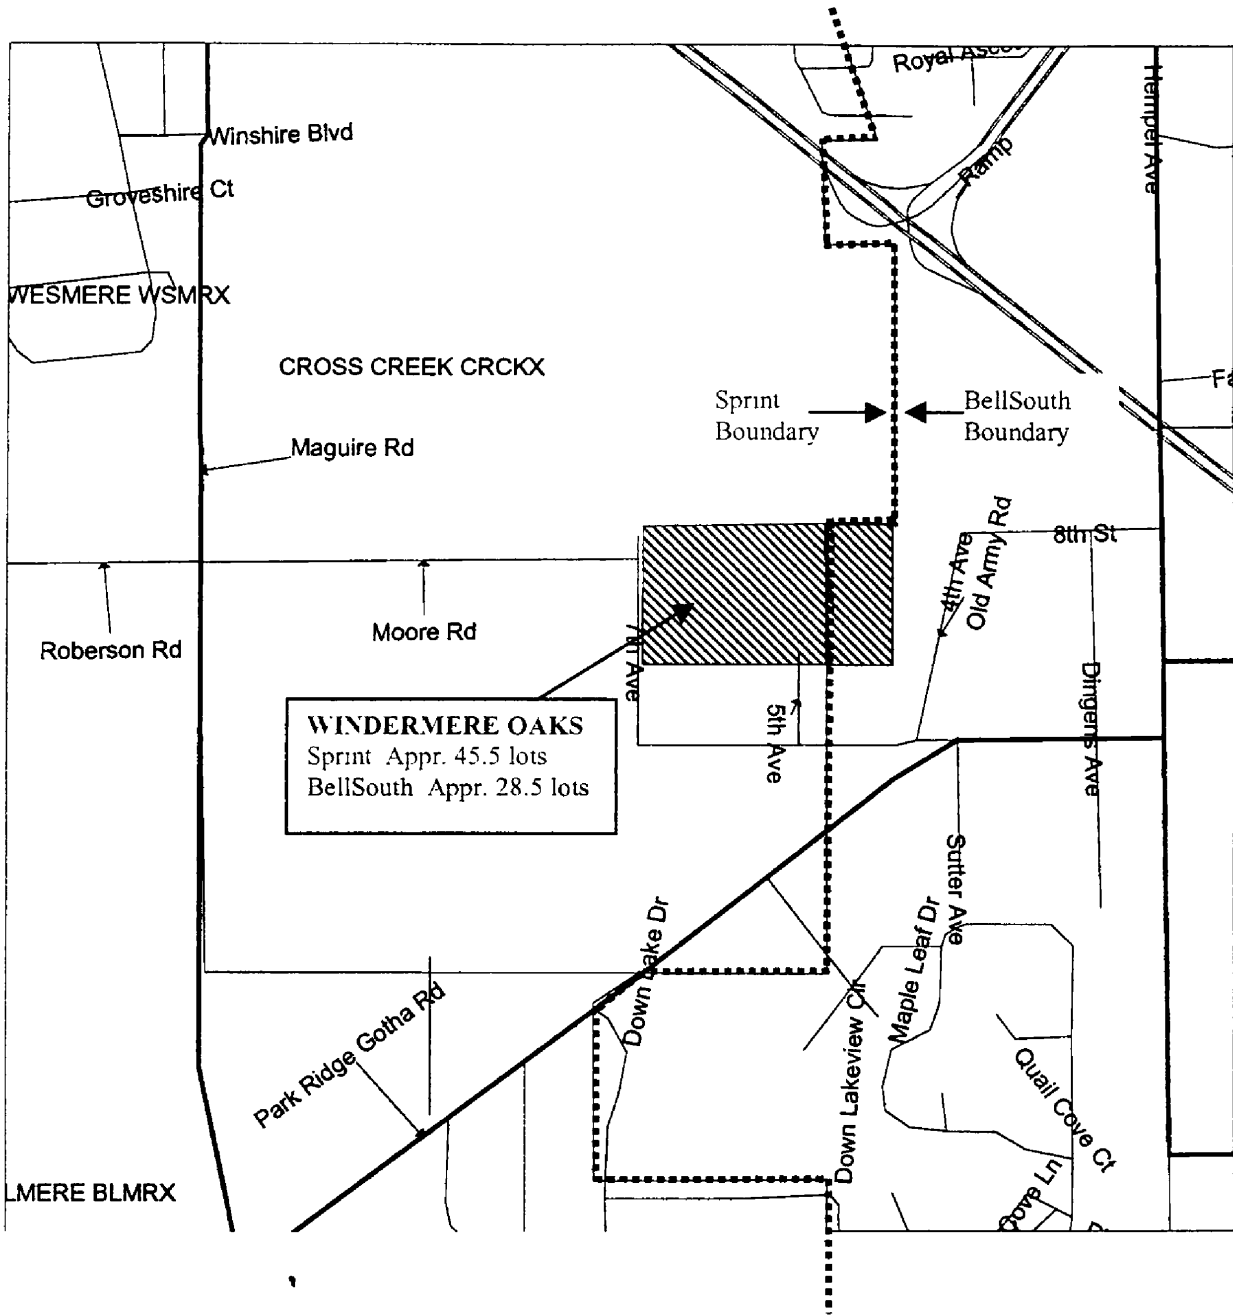 Royal Ascot
Hempel Ave
Winshire Blvd
Ramp
Groveshire Ct
WESMERE WSMRX
CROSS CREEK CRCKX
Sprint
Boundary
BellSouth
Boundary
Maguire Rd
4th Ave
Old Army Rd
8th St
Roberson Rd
Moore Rd
7th Ave
Dingens Ave
5th Ave
WINDERMERE OAKS
Sprint Appr. 45.5 lots
BellSouth Appr. 28.5 lots
Sutter Ave
Down Lake Dr
Maple Leaf Dr
Down Lakeview Cir
Park Ridge Gotha Rd
Quail Cove Ct
Cove Ln
LMERE BLMRX